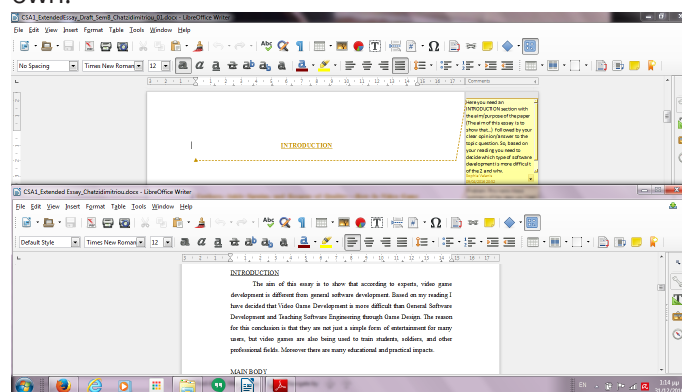 own.
CSA1_ExtendedEssay_Draft_SemB_Chatzidimitriou_01.docx - LibreOffice Writer
File Edit View Insert Format Table Tools Window Help
No Spacing Times New Roman 12
Comments
Here you need an
INTRODUCTION section with
the aim/purpose of the paper
(The aim of this essay is to
show that...) Followed by your
clear opinion/answer to the
topic question. So, based on
your reading you need to
decide which type of software
development is more difficult
of the 2 and why.
INTRODUCTION
CSA1_Extended Essay_Chatzidimitriou.docx - LibreOffice Writer
File Edit View Insert Format Table Tools Window Help
Default Style Times New Roman 12
INTRODUCTION
The aim of this essay is to show that according to experts, video game
development is different from general software development. Based on my reading I
have decided that Video Game Development is more difficult than General Software
Development and Teaching Software Engineering through Game Design. The reason
for this conclusion is that they are not just a simple form of entertainment for many
users, but video games are also being used to train students, soldiers, and other
professional fields. Moreover there are many educational and practical impacts.
MAIN BODY
EN 1:14 μμ